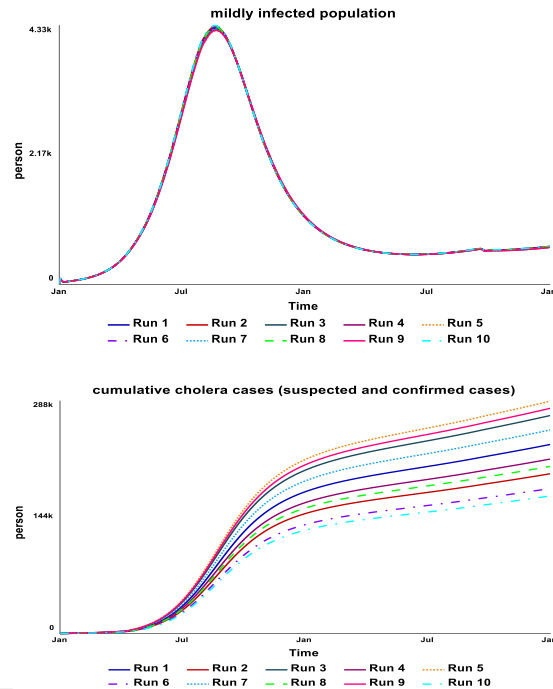 mildly infected population
4.33k
2.17k
0
person
Jan Jul Jan Jul Jan
Time
Run 1 Run 2 Run 3 Run 4 Run 5
Run 6 Run 7 Run 8 Run 9 Run 10
cumulative cholera cases (suspected and confirmed cases)
288k
144k
0
person
Jan Jul Jan Jul
Time
Run 1 Run 2 Run 3 Run 4 Run 5
Run 6 Run 7 Run 8 Run 9 Run 10